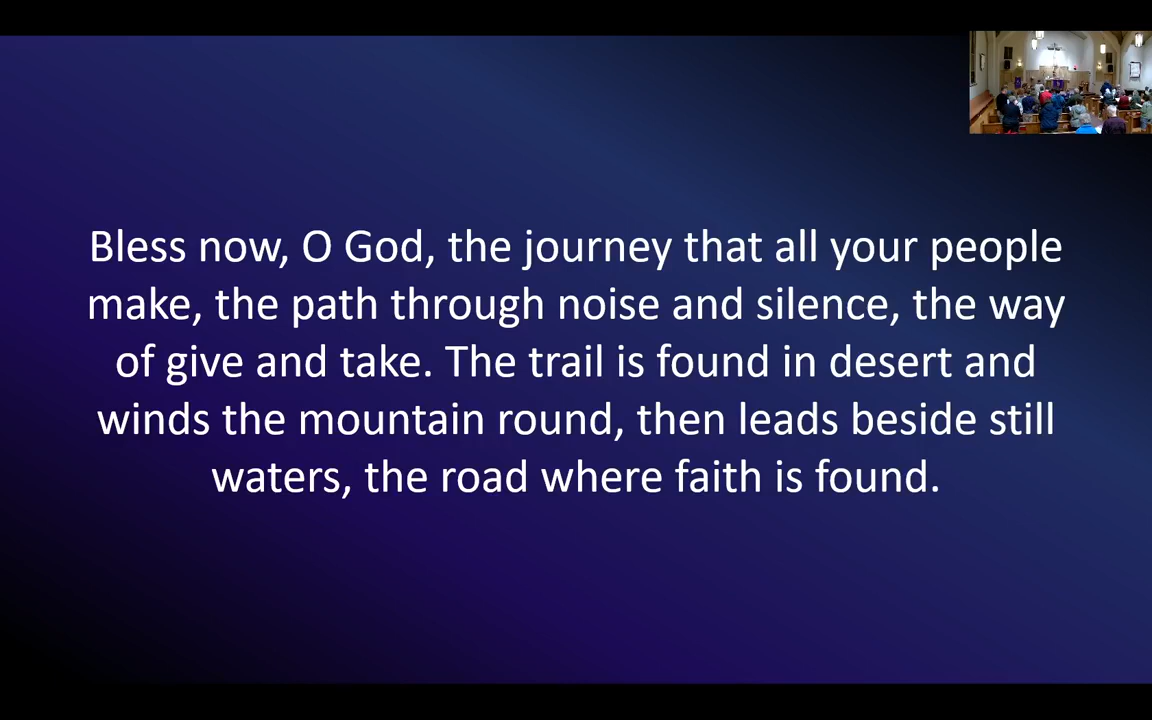 Bless now, O God, the journey that all your people
make, the path through noise and silence, the way
of give and take. The trail is found in desert and
winds the mountain round, then leads beside still
waters, the road where faith is found.